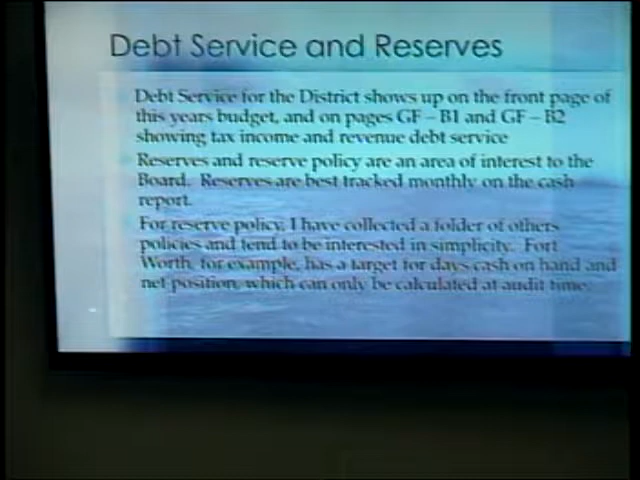 Debt Service and Reserves
Debt Service for the District shows up on the front page of
this years budget, and on pages GF – B1 and GF – B2
showing tax income and revenue debt service
Reserves and reserve policy are an area of interest to the
Board. Reserves are best tracked monthly on the cash
report.
For reserve policy, I have collected a folder of others
policies and tend to be interested in simplicity. Fort
Worth, for example, has a target for days cash on hand and
net position, which can only be calculated at audit time.